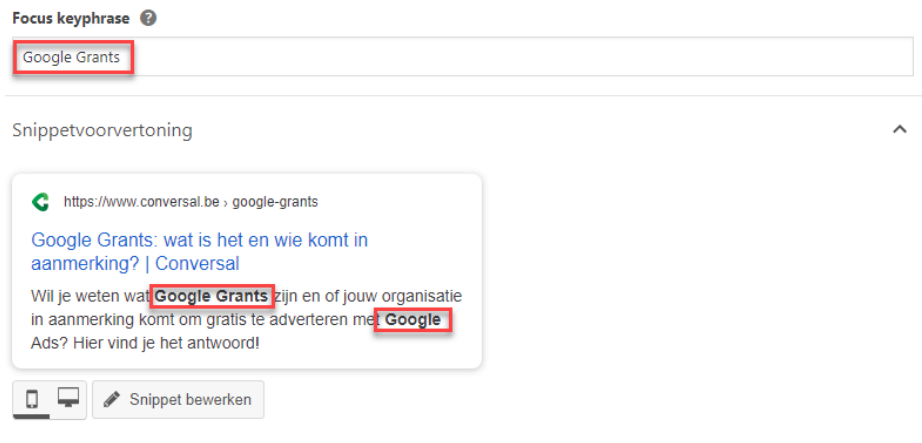 Focus keyphrase ?
Google Grants
Snippetvoorvertoning
https://www.conversal.be › google-grants
Google Grants: wat is het en wie komt in
aanmerking? | Conversal
Wil je weten wat Google Grants zijn en of jouw organisatie
in aanmerking komt om gratis te adverteren met Google
Ads? Hier vind je het antwoord!
Snippet bewerken